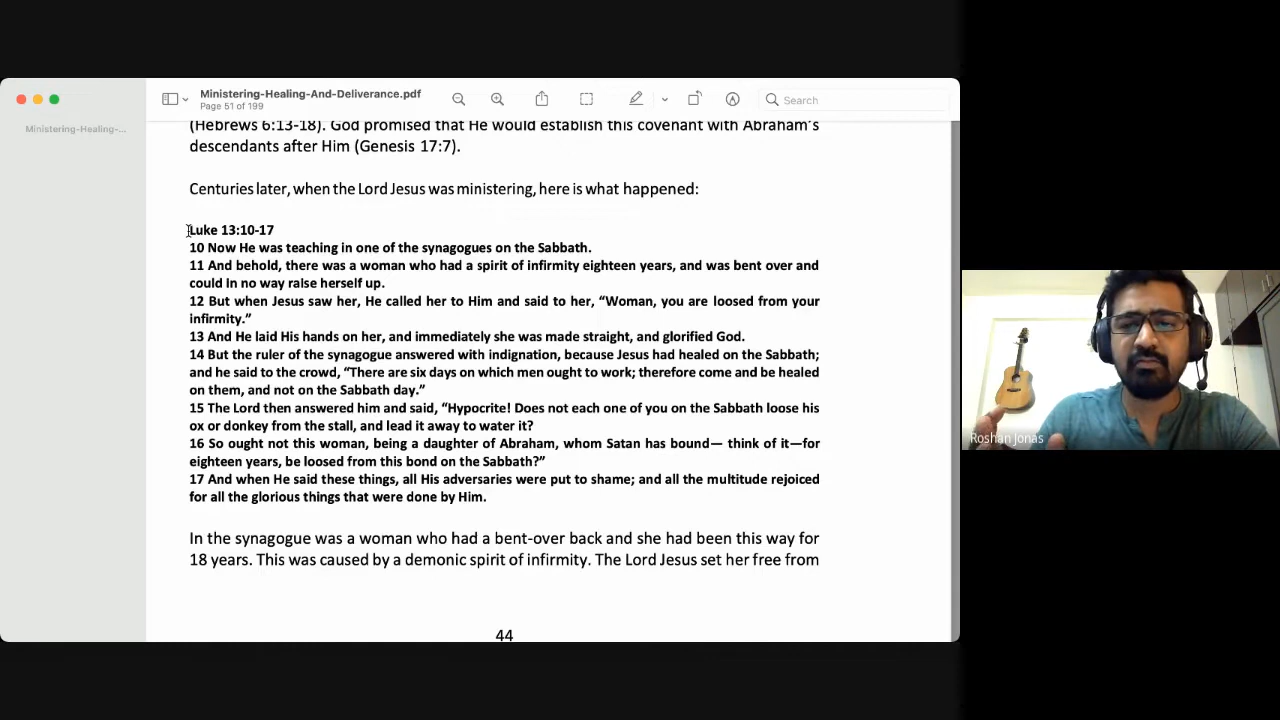 Ministering-Healing-And-Deliverance.pdf
Page 51 of 199
Search
Ministering-Healing-...
(Hebrews 6:13-18). God promised that He would establish this covenant with Abraham's
descendants after Him (Genesis 17:7).
Centuries later, when the Lord Jesus was ministering, here is what happened:
Luke 13:10-17
10 Now He was teaching in one of the synagogues on the Sabbath.
11 And behold, there was a woman who had a spirit of infirmity eighteen years, and was bent over and
could in no way raise herself up.
12 But when Jesus saw her, He called her to Him and said to her, “Woman, you are loosed from your
infirmity.”
13 And He laid His hands on her, and immediately she was made straight, and glorified God.
14 But the ruler of the synagogue answered with indignation, because Jesus had healed on the Sabbath;
and he said to the crowd, “There are six days on which men ought to work; therefore come and be healed
on them, and not on the Sabbath day.”
15 The Lord then answered him and said, “Hypocrite! Does not each one of you on the Sabbath loose his
ox or donkey from the stall, and lead it away to water it?
16 So ought not this woman, being a daughter of Abraham, whom Satan has bound— think of it—for
eighteen years, be loosed from this bond on the Sabbath?”
17 And when He said these things, all His adversaries were put to shame; and all the multitude rejoiced
for all the glorious things that were done by Him.
In the synagogue was a woman who had a bent-over back and she had been this way for
18 years. This was caused by a demonic spirit of infirmity. The Lord Jesus set her free from
44
Roshan Jonas